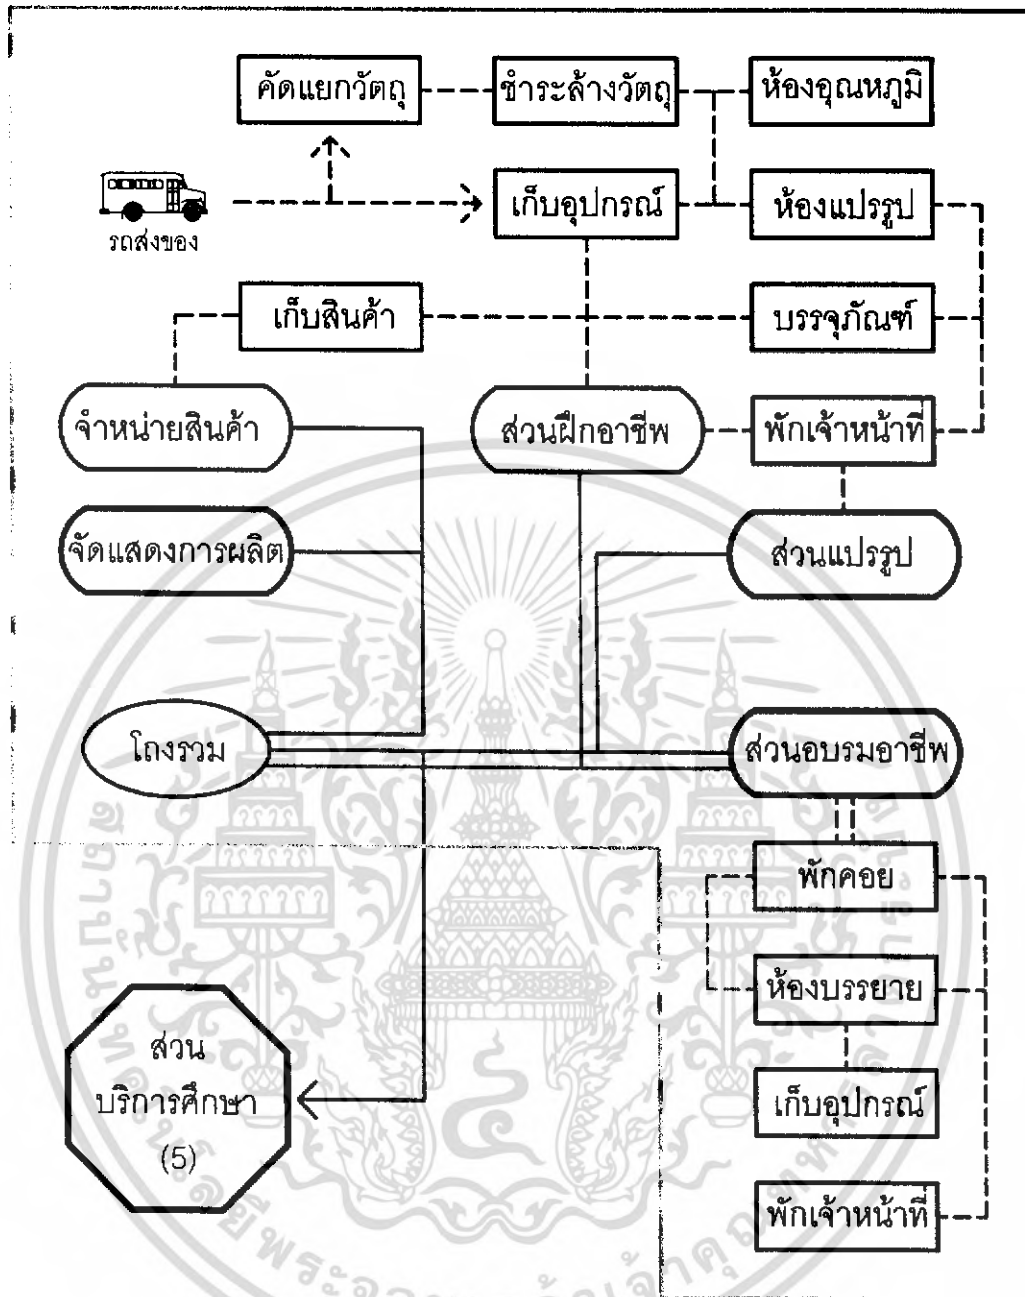 คัดแยกวัตถุ
ชำระล้างวัตถุ
ห้องอุณหภูมิ
รถส่งของ
เก็บอุปกรณ์
ห้องแปรรูป
เก็บสินค้า
บรรจุภัณฑ์
จำหน่ายสินค้า
ส่วนฝึกอาชีพ
พักเจ้าหน้าที่
จัดแสดงการผลิต
ส่วนแปรรูป
โถงรวม
ส่วนอบรมอาชีพ
พักคอย
ห้องบรรยาย
ส่วน
บริการศึกษา
(5)
เก็บอุปกรณ์
พักเจ้าหน้าที่